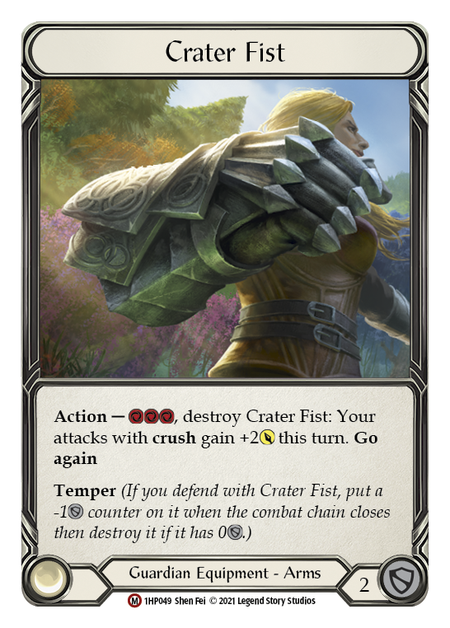 Crater Fist
Action — , destroy Crater Fist: Your
attacks with crush gain +2 this turn. Go
again
Temper (If you defend with Crater Fist, put a
-1 counter on it when the combat chain closes
then destroy it if it has 0.)
Guardian Equipment - Arms
2
M 1HP049 Shen Fei © 2021 Legend Story Studios